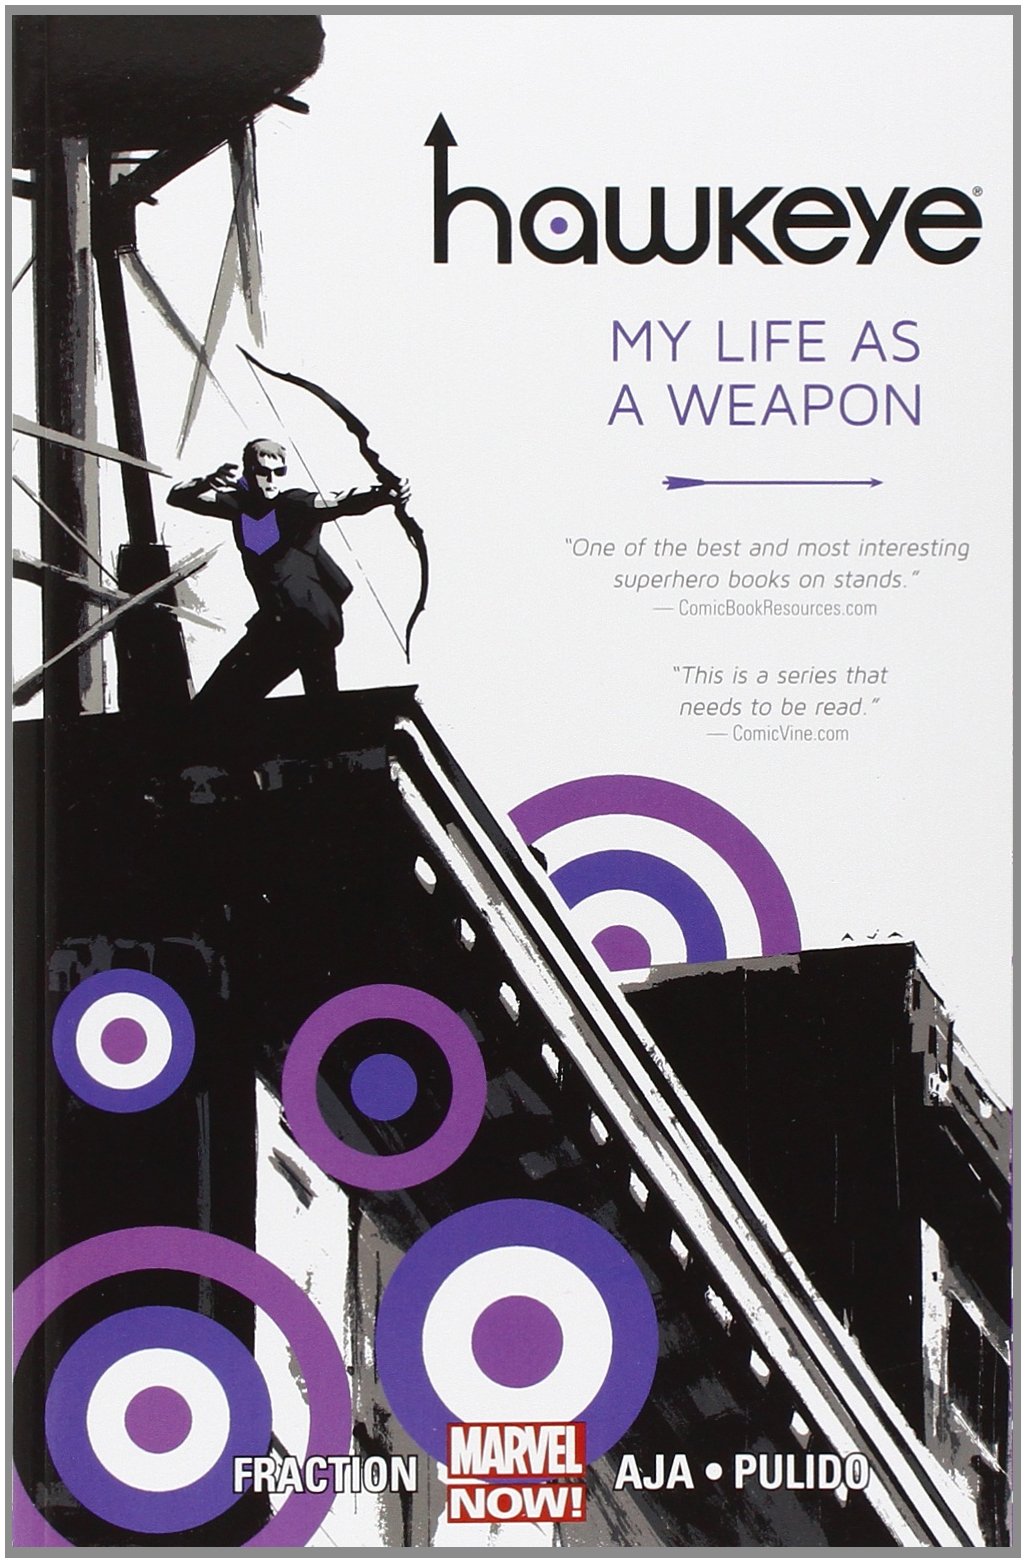 hawkeye®
MY LIFE AS
A WEAPON
“One of the best and most interesting
superhero books on stands.”
— ComicBookResources.com
“This is a series that
needs to be read.”
— ComicVine.com
AJA
FRACTION
MARVEL
NOW!
AJA • PULIDO